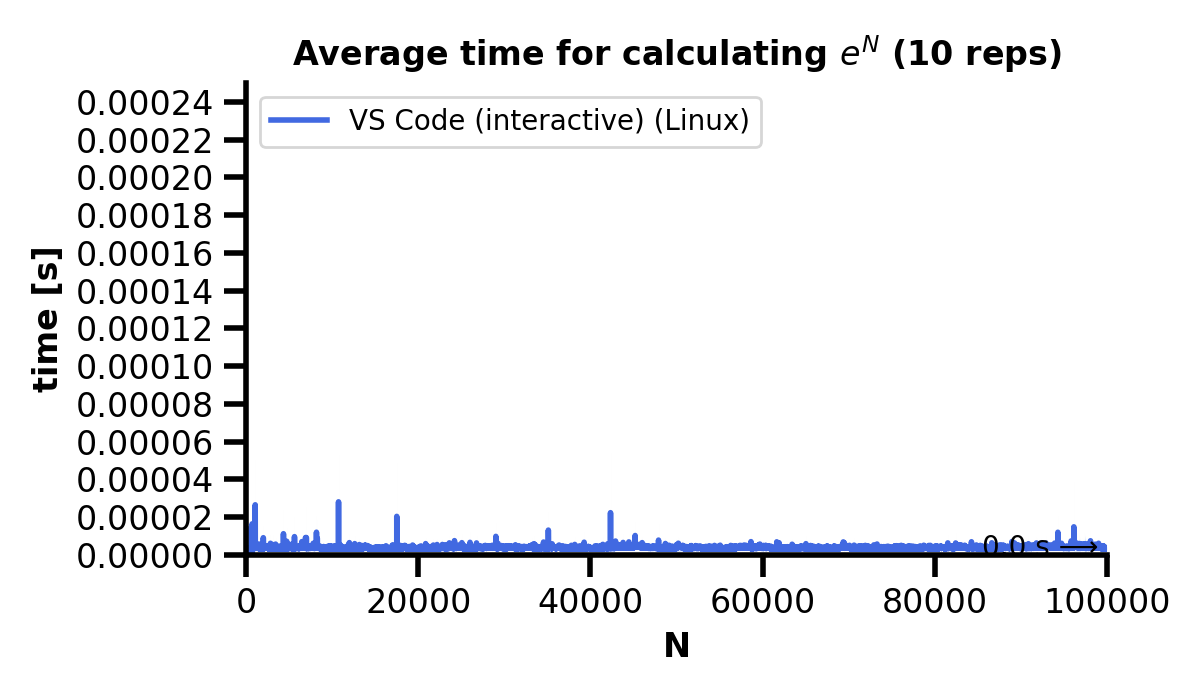 Average time for calculating e^N (10 reps)
VS Code (interactive) (Linux)
time [s]
0.00024
0.00022
0.00020
0.00018
0.00016
0.00014
0.00012
0.00010
0.00008
0.00006
0.00004
0.00002
0.00000
0.0 s ⟶
0 20000 40000 60000 80000 100000
N